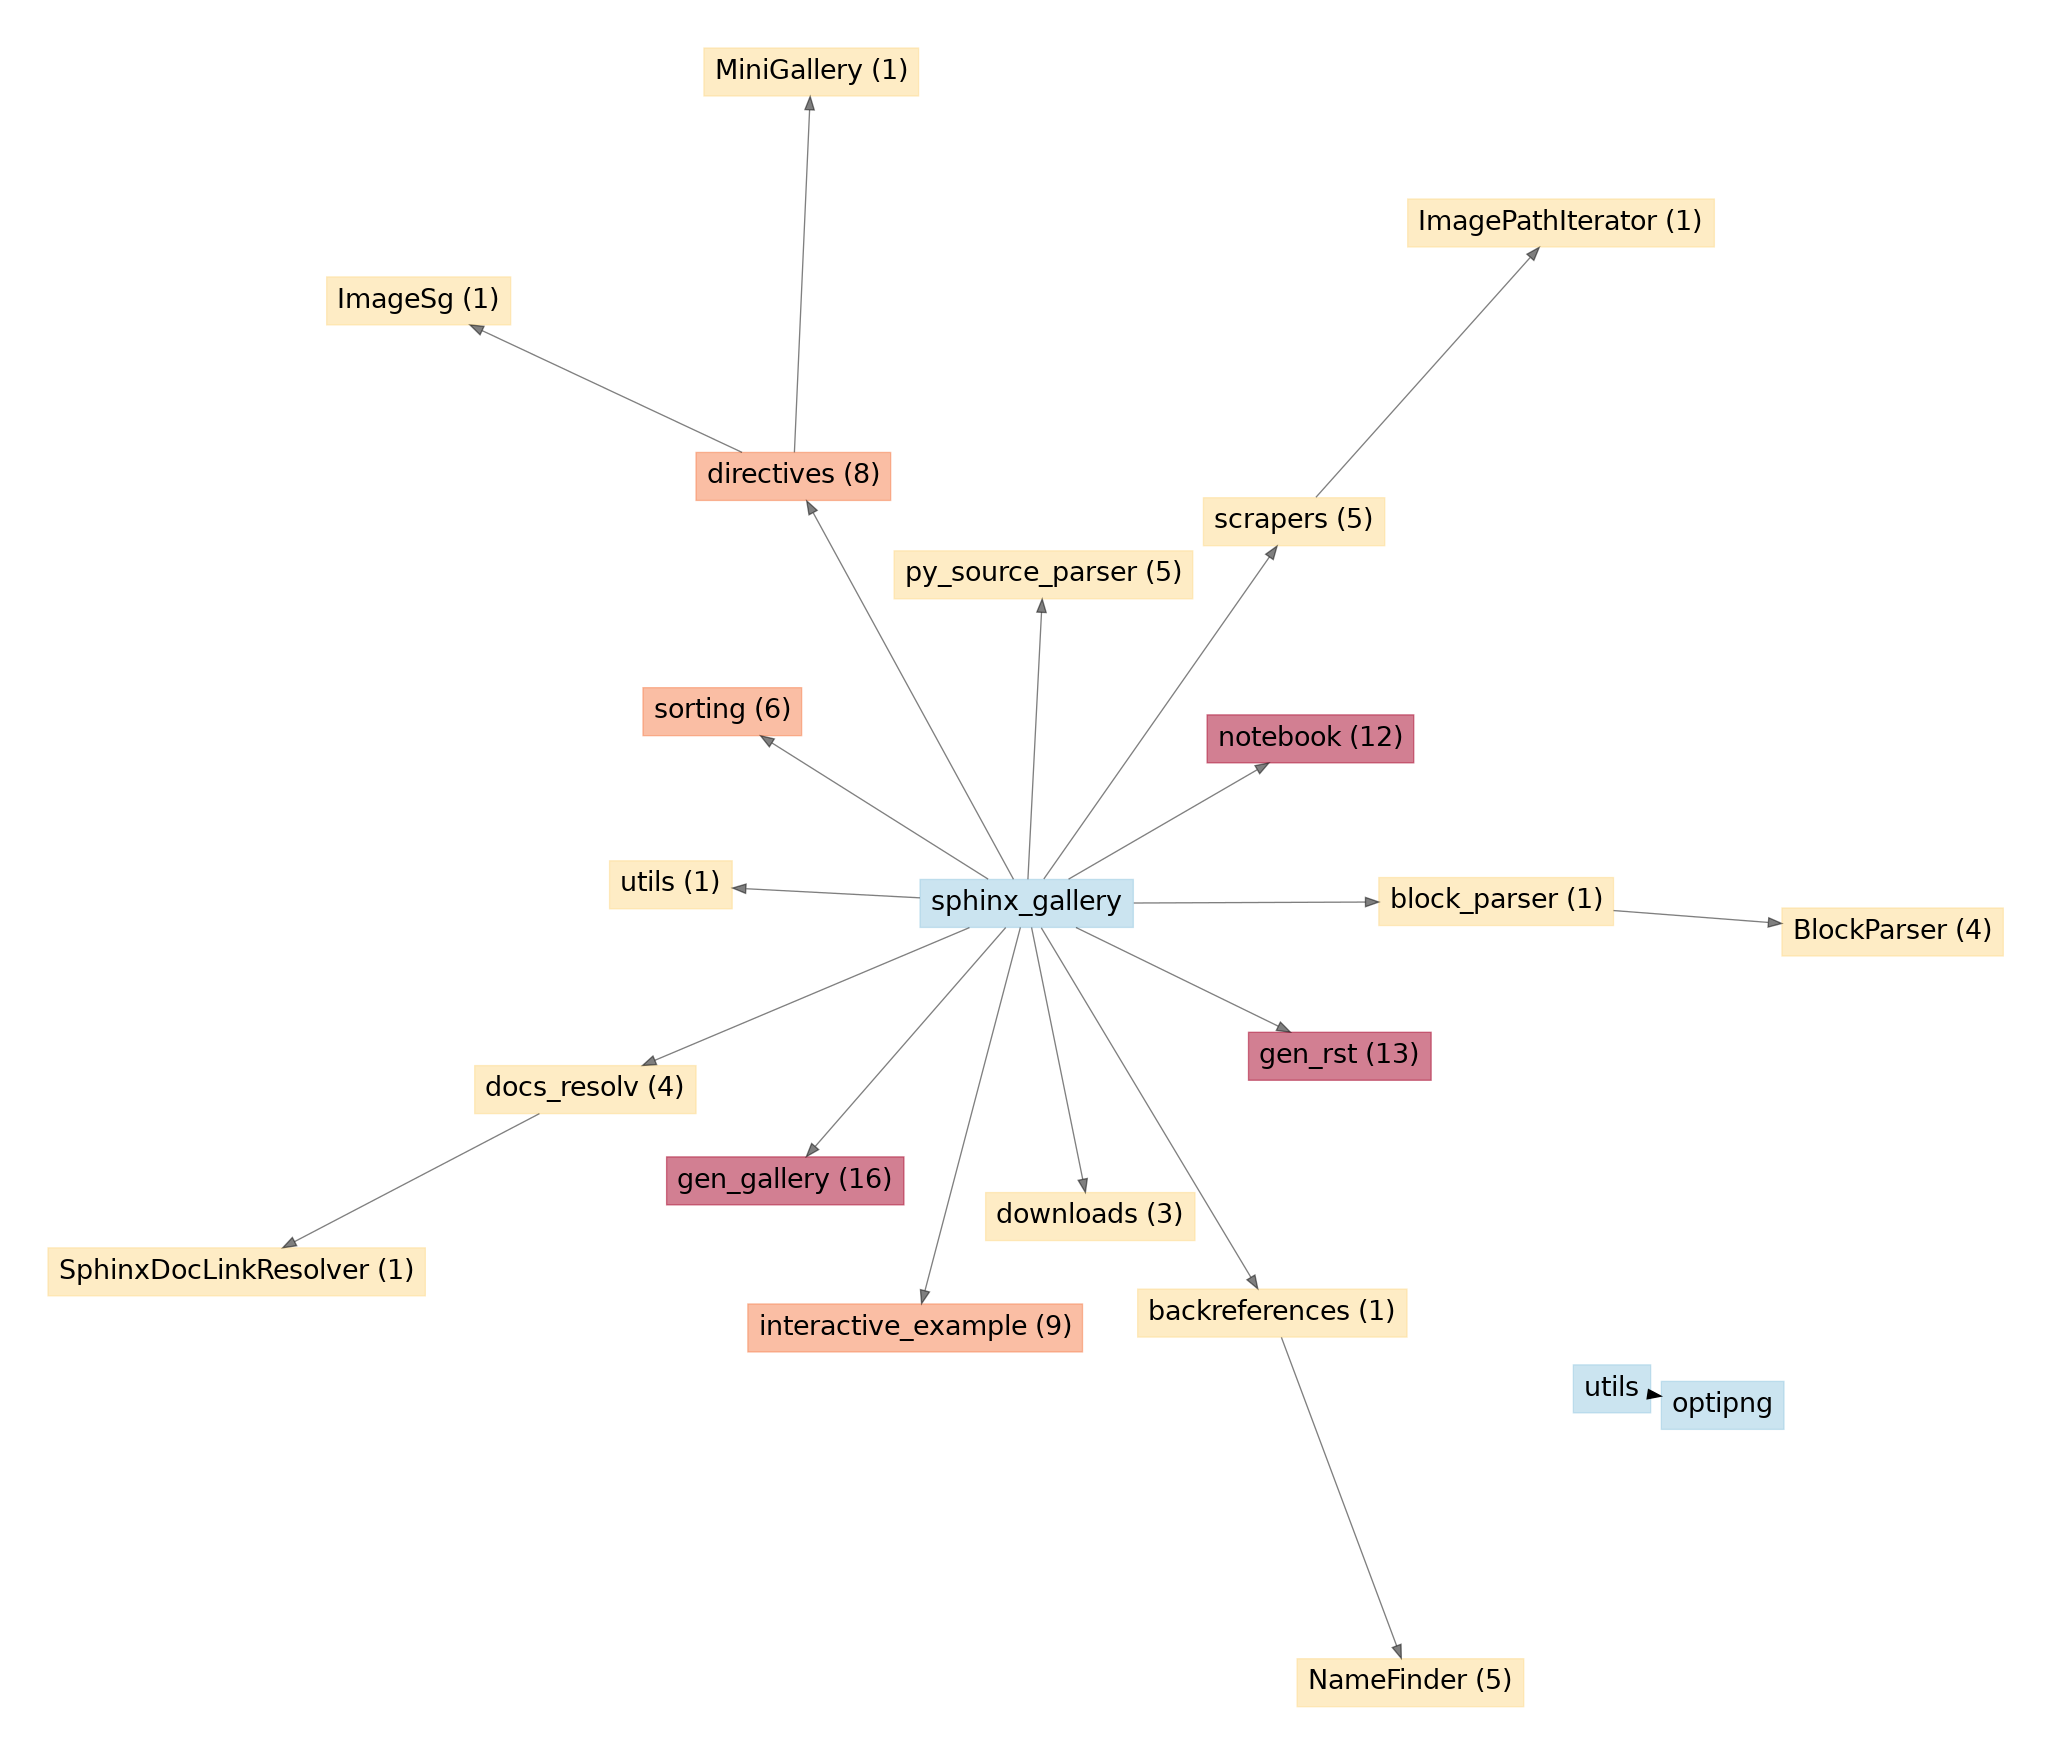 MiniGallery (1)
ImagePathIterator (1)
ImageSg (1)
directives (8)
scrapers (5)
py_source_parser (5)
sorting (6)
notebook (12)
utils (1)
sphinx_gallery
block_parser (1)
BlockParser (4)
gen_rst (13)
docs_resolv (4)
gen_gallery (16)
downloads (3)
SphinxDocLinkResolver (1)
backreferences (1)
interactive_example (9)
utils
optipng
NameFinder (5)